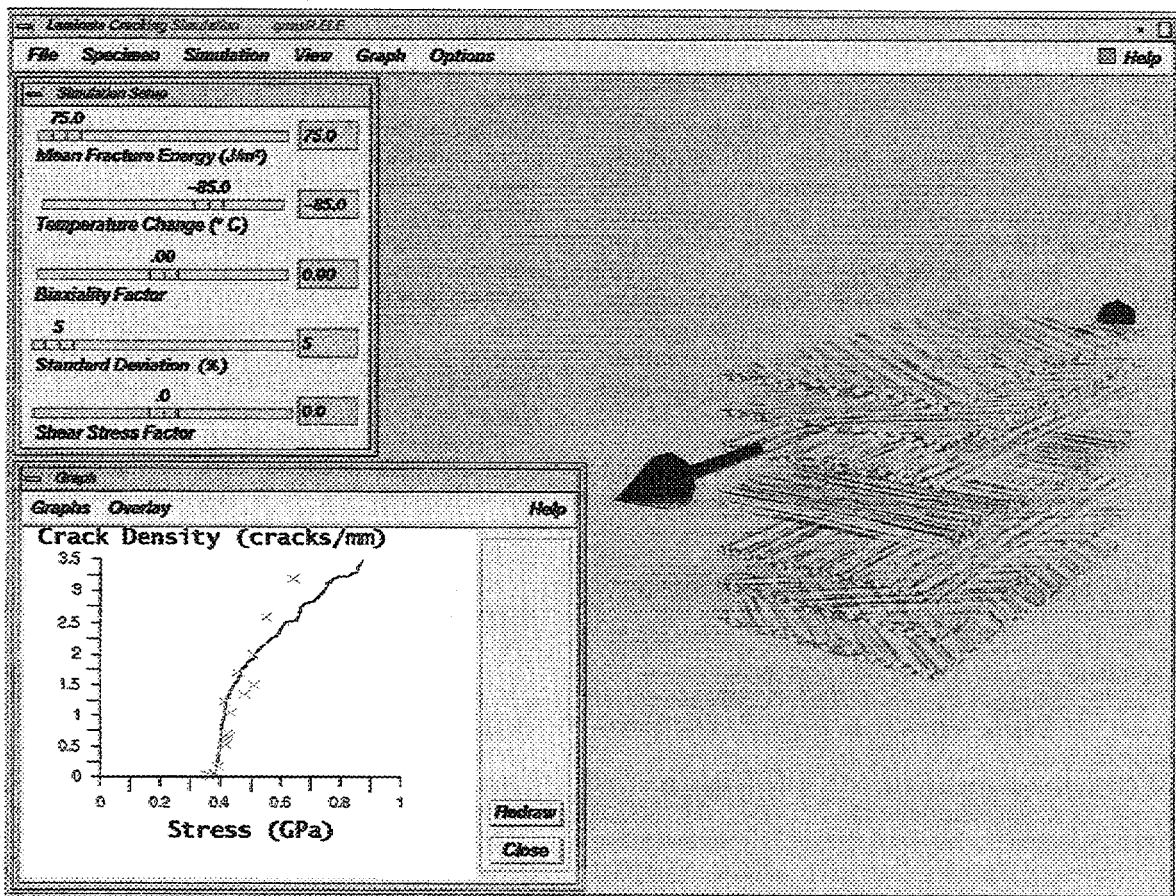 Laminate Cracking Simulation
File Specimen Simulation View Graph Options Help
Simulation Setup
75.0
75.0
Mean Fracture Energy (J/m²)
-85.0
-85.0
Temperature Change (° C)
.00
0.00
Biaxiality Factor
5
5
Standard Deviation (%)
.0
0.0
Shear Stress Factor
Graph
Graphs Overlay Help
Crack Density (cracks/mm)
3.5
3
2.5
2
1.5
1
0.5
0
0 0.2 0.4 0.6 0.8 1
Stress (GPa)
Redraw
Close